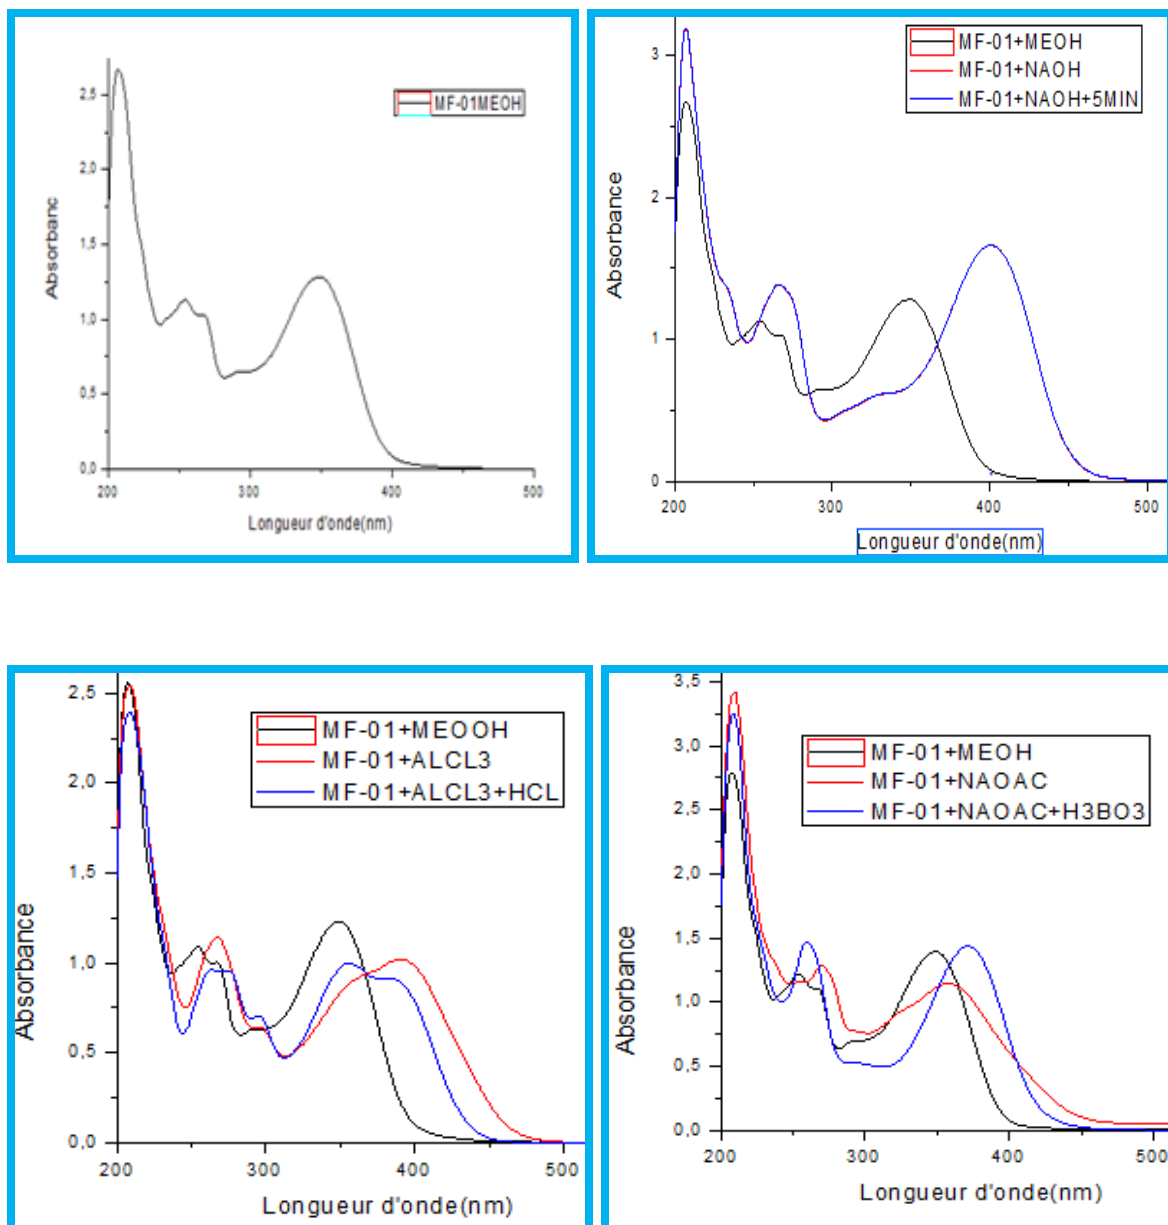 MF-01MEOH
2,5
2,0
1,5
1,0
0,5
0,0
Absorbanc
200
300
400
500
Longueur d'onde(nm)
MF-01+MEOH
MF-01+NAOH
MF-01+NAOH+5MIN
3
2
1
0
Absorbance
200
300
400
500
Longueur d'onde(nm)
MF-01+MEOOH
MF-01+ALCL3
MF-01+ALCL3+HCL
2,5
2,0
1,5
1,0
0,5
0,0
Absorbance
200
300
400
500
Longueur d'onde(nm)
MF-01+MEOH
MF-01+NAOAC
MF-01+NAOAC+H3BO3
3,5
3,0
2,5
2,0
1,5
1,0
0,5
0,0
Absorbance
200
300
400
500
Longueur d'onde(nm)